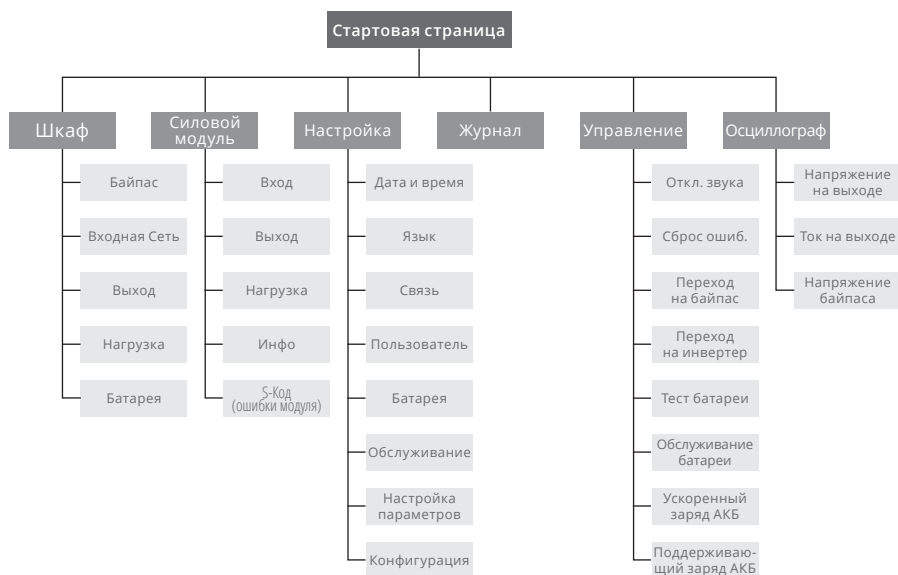 Стартовая страница
Шкаф
Байпас
Входная Сеть
Выход
Нагрузка
Батарея
Силовой
модуль
Вход
Выход
Нагрузка
Инфо
S-Код
(ошибки модуля)
Настройка
Дата и время
Язык
Связь
Пользователь
Батарея
Обслуживание
Настройка
параметров
Конфигурация
Журнал
Управление
Откл. звука
Сброс ошиб.
Переход
на байпас
Переход
на инвертер
Тест батареи
Обслуживание
батареи
Ускоренный
заряд АКБ
Поддерживаю-
щий заряд АКБ
Осциллограф
Напряжение
на выходе
Ток на выходе
Напряжение
байпаса